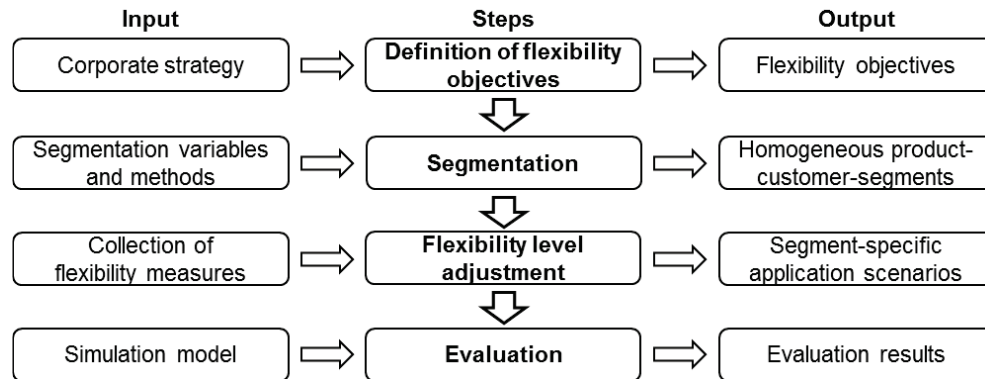 Input
Steps
Output
Corporate strategy
Definition of flexibility
objectives
Flexibility objectives
Segmentation variables
and methods
Segmentation
Homogeneous product-
customer-segments
Collection of
flexibility measures
Flexibility level
adjustment
Segment-specific
application scenarios
Simulation model
Evaluation
Evaluation results